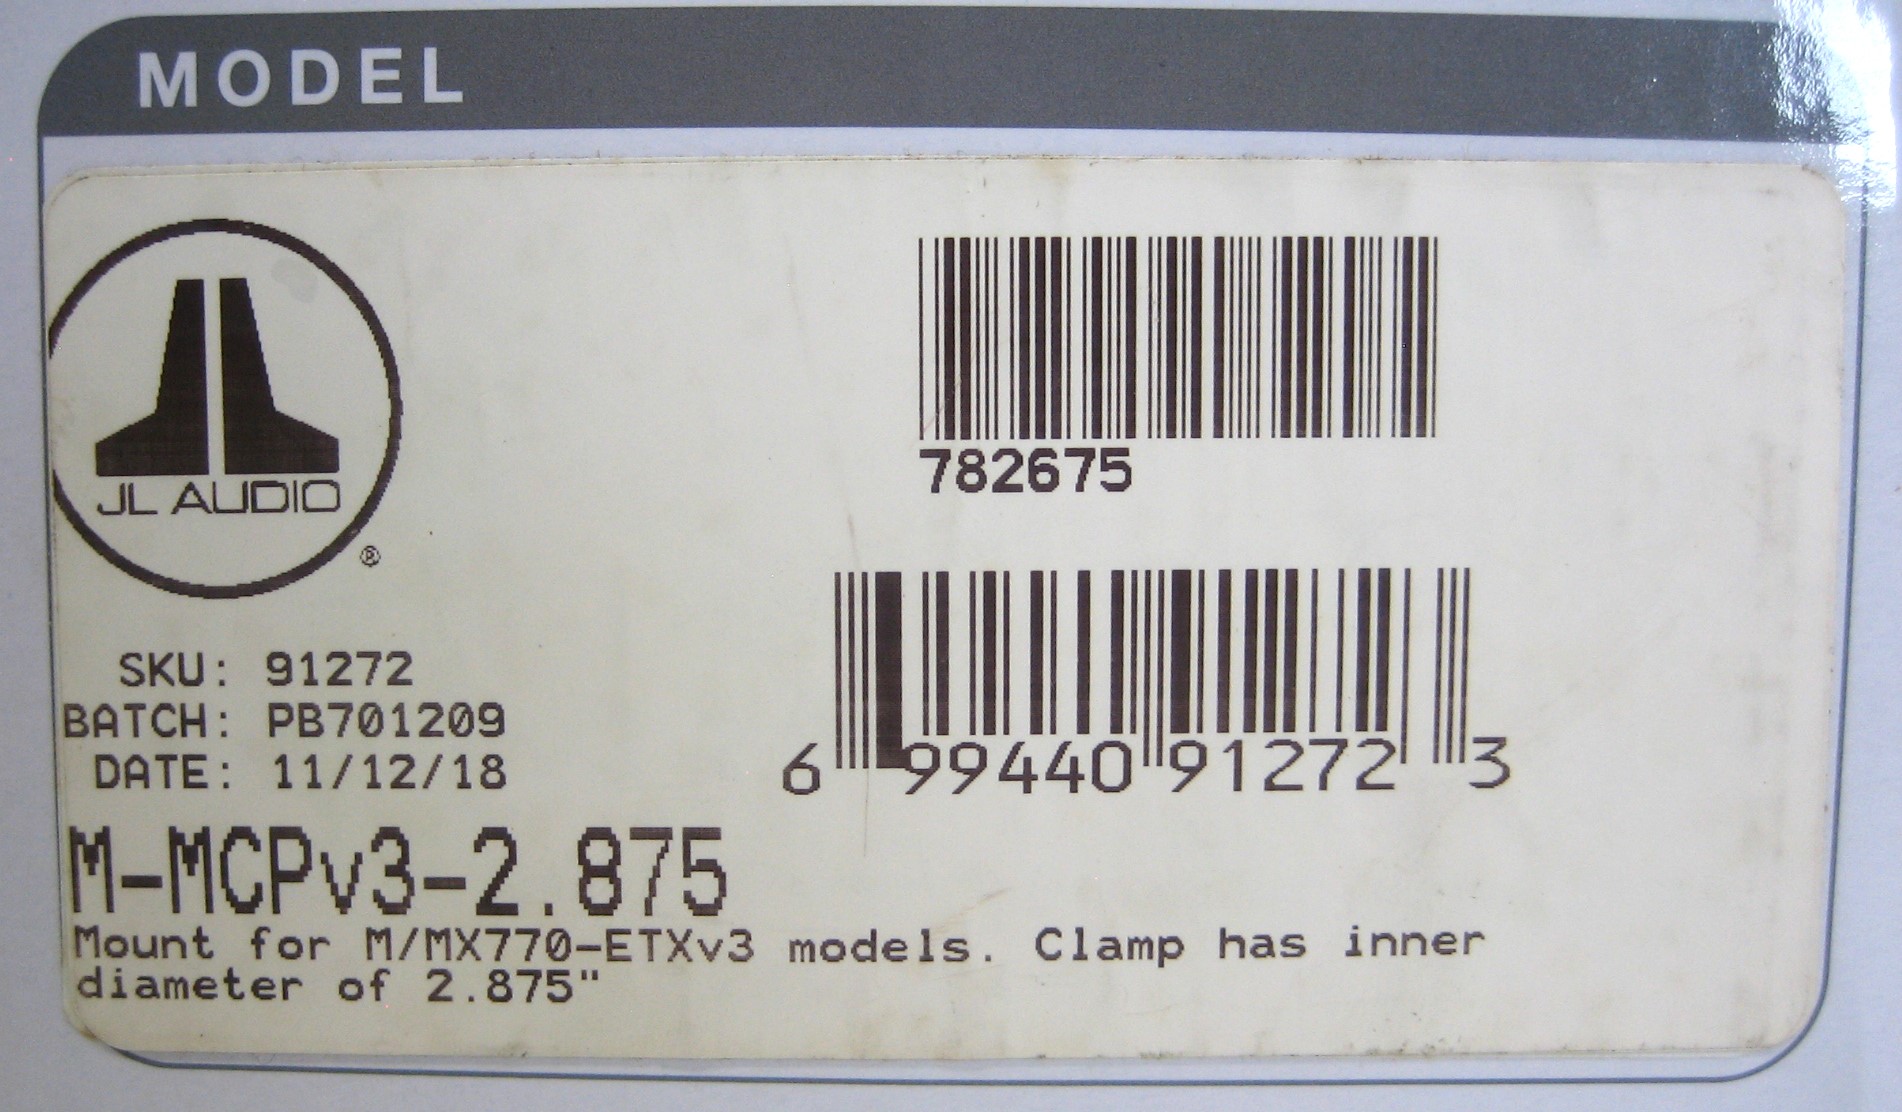 MODEL
JL AUDIO
®
782675
6 99440 91272 3
SKU: 91272
BATCH: PB701209
DATE: 11/12/18
M-MCPv3-2.875
Mount for M/MX770-ETXv3 models. Clamp has inner
diameter of 2.875"